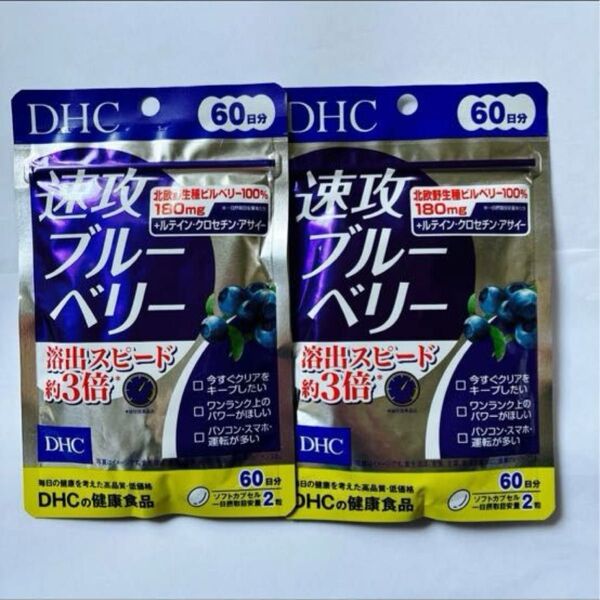 DHC
60日分
速攻
ブルー
ベリー
北欧野生種ビルベリー100%
180mg
+ルテイン・クロセチン・アサイー
溶出スピード
約3倍*
今すぐクリアを
キープしたい
ワンランク上の
パワーがほしい
パソコン・スマホ・
運転が多い
DHC
毎日の健康を考えた高品質・低価格
DHCの健康食品
60日分
ソフトカプセル
一日摂取目安量2粒
DHC
60日分
速攻
ブルー
ベリー
北欧野生種ビルベリー100%
180mg
+ルテイン・クロセチン・アサイー
溶出スピード
約3倍*
今すぐクリアを
キープしたい
ワンランク上の
パワーがほしい
パソコン・スマホ・
運転が多い
DHC
毎日の健康を考えた高品質・低価格
DHCの健康食品
60日分
ソフトカプセル
一日摂取目安量2粒